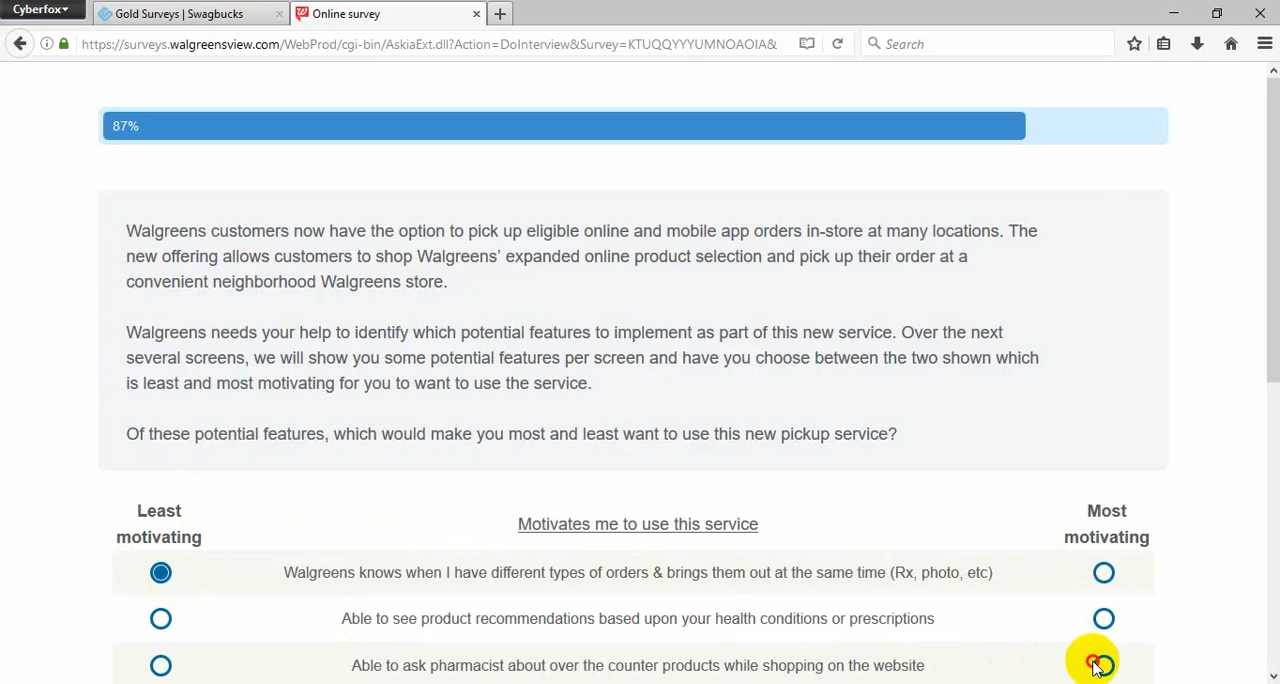 Cyberfox
Gold Surveys | Swagbucks
Online survey
https://surveys.walgreensview.com/WebProd/cgi-bin/AskiaExt.dll?Action=DoInterview&Survey=KTUQQYYYUMNOAOIA&
Search
87%
Walgreens customers now have the option to pick up eligible online and mobile app orders in-store at many locations. The
new offering allows customers to shop Walgreens’ expanded online product selection and pick up their order at a
convenient neighborhood Walgreens store.
Walgreens needs your help to identify which potential features to implement as part of this new service. Over the next
several screens, we will show you some potential features per screen and have you choose between the two shown which
is least and most motivating for you to want to use the service.
Of these potential features, which would make you most and least want to use this new pickup service?
Least
motivating
Motivates me to use this service
Most
motivating
Walgreens knows when I have different types of orders & brings them out at the same time (Rx, photo, etc)
Able to see product recommendations based upon your health conditions or prescriptions
Able to ask pharmacist about over the counter products while shopping on the website